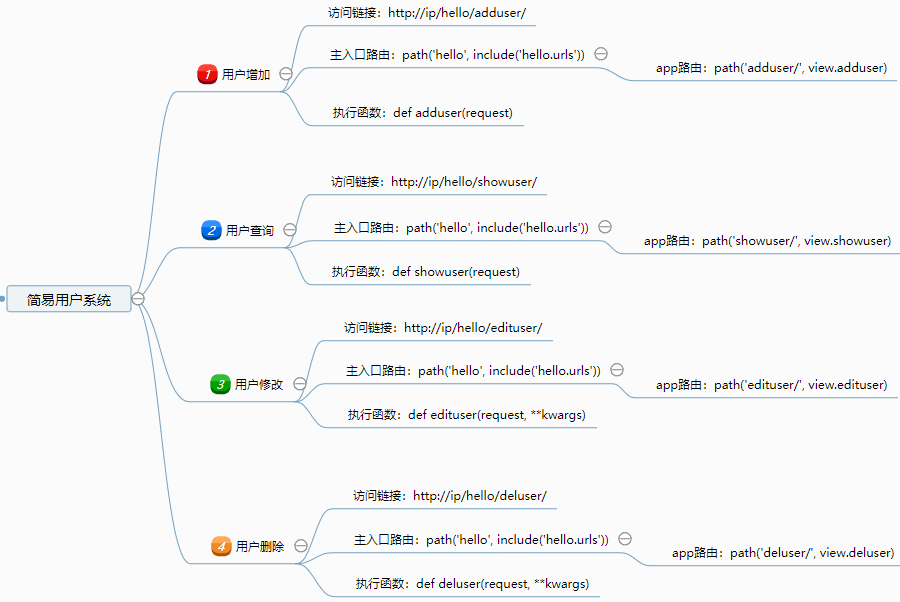 简易用户系统
1 用户增加
访问链接：http://ip/hello/adduser/
主入口路由：path('hello', include('hello.urls'))
app路由：path('adduser/', view.adduser)
执行函数：def adduser(request)
2 用户查询
访问链接：http://ip/hello/showuser/
主入口路由：path('hello', include('hello.urls'))
app路由：path('showuser/', view.showuser)
执行函数：def showuser(request)
3 用户修改
访问链接：http://ip/hello/edituser/
主入口路由：path('hello', include('hello.urls'))
app路由：path('edituser/', view.edituser)
执行函数：def edituser(request, **kwargs)
4 用户删除
访问链接：http://ip/hello/deluser/
主入口路由：path('hello', include('hello.urls'))
app路由：path('deluser/', view.deluser)
执行函数：def deluser(request, **kwargs)